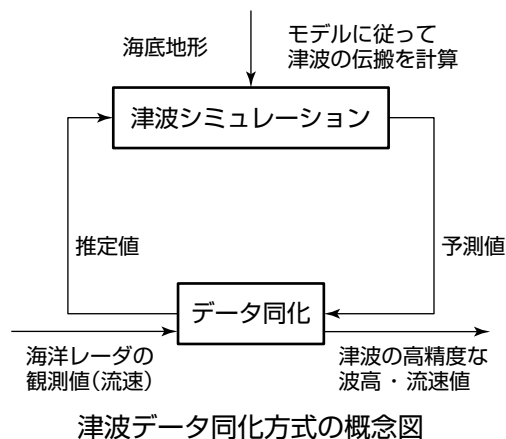 海底地形
モデルに従って
津波の伝搬を計算
津波シミュレーション
推定値
予測値
データ同化
海洋レーダの
観測値(流速)
津波の高精度な
波高・流速値
津波データ同化方式の概念図